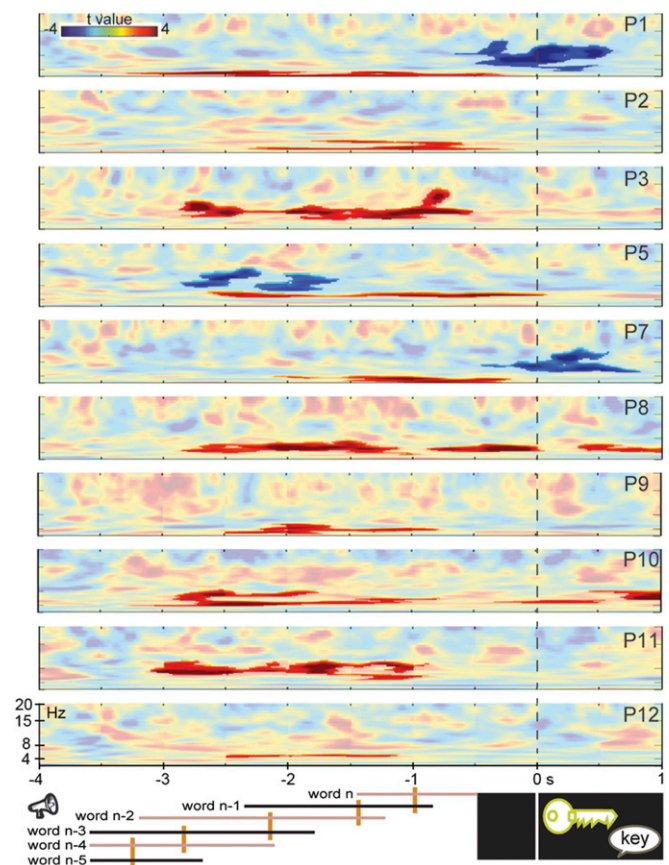 t value
-4 4
P1
P2
P3
P5
P7
P8
P9
P10
P11
20 Hz P12
15
8
4
-4 -3 -2 -1 0 s 1
word n
word n-1
word n-2
word n-3
word n-4
word n-5
key